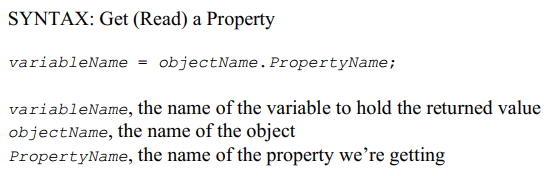 SYNTAX: Get (Read) a Property
variableName = objectName.PropertyName;
variableName, the name of the variable to hold the returned value
objectName, the name of the object
PropertyName, the name of the property we’re getting